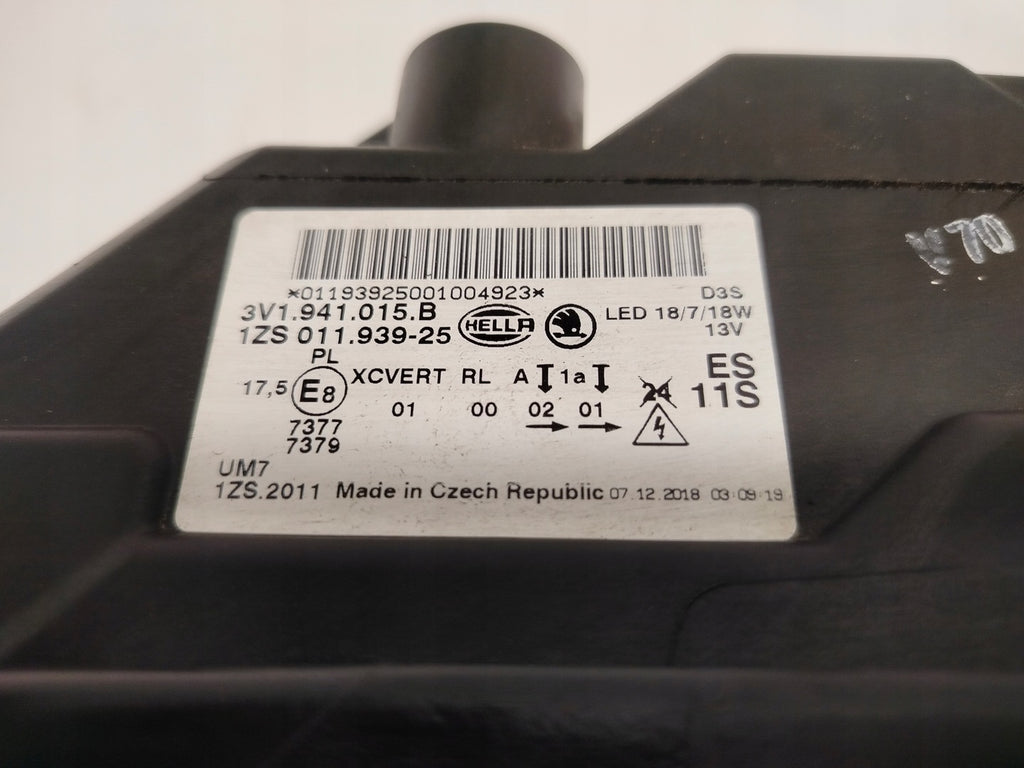 *01193925001004923*
D3S
3V1.941.015.B
HELLA
LED 18/7/18W
1ZS 011.939-25
13V
PL
ES
17,5 E8 XCVERT RL A 1a
24 11S
01 00 02 01
7377
7379
UM7
1ZS.2011 Made in Czech Republic 07.12.2018 03:09:19